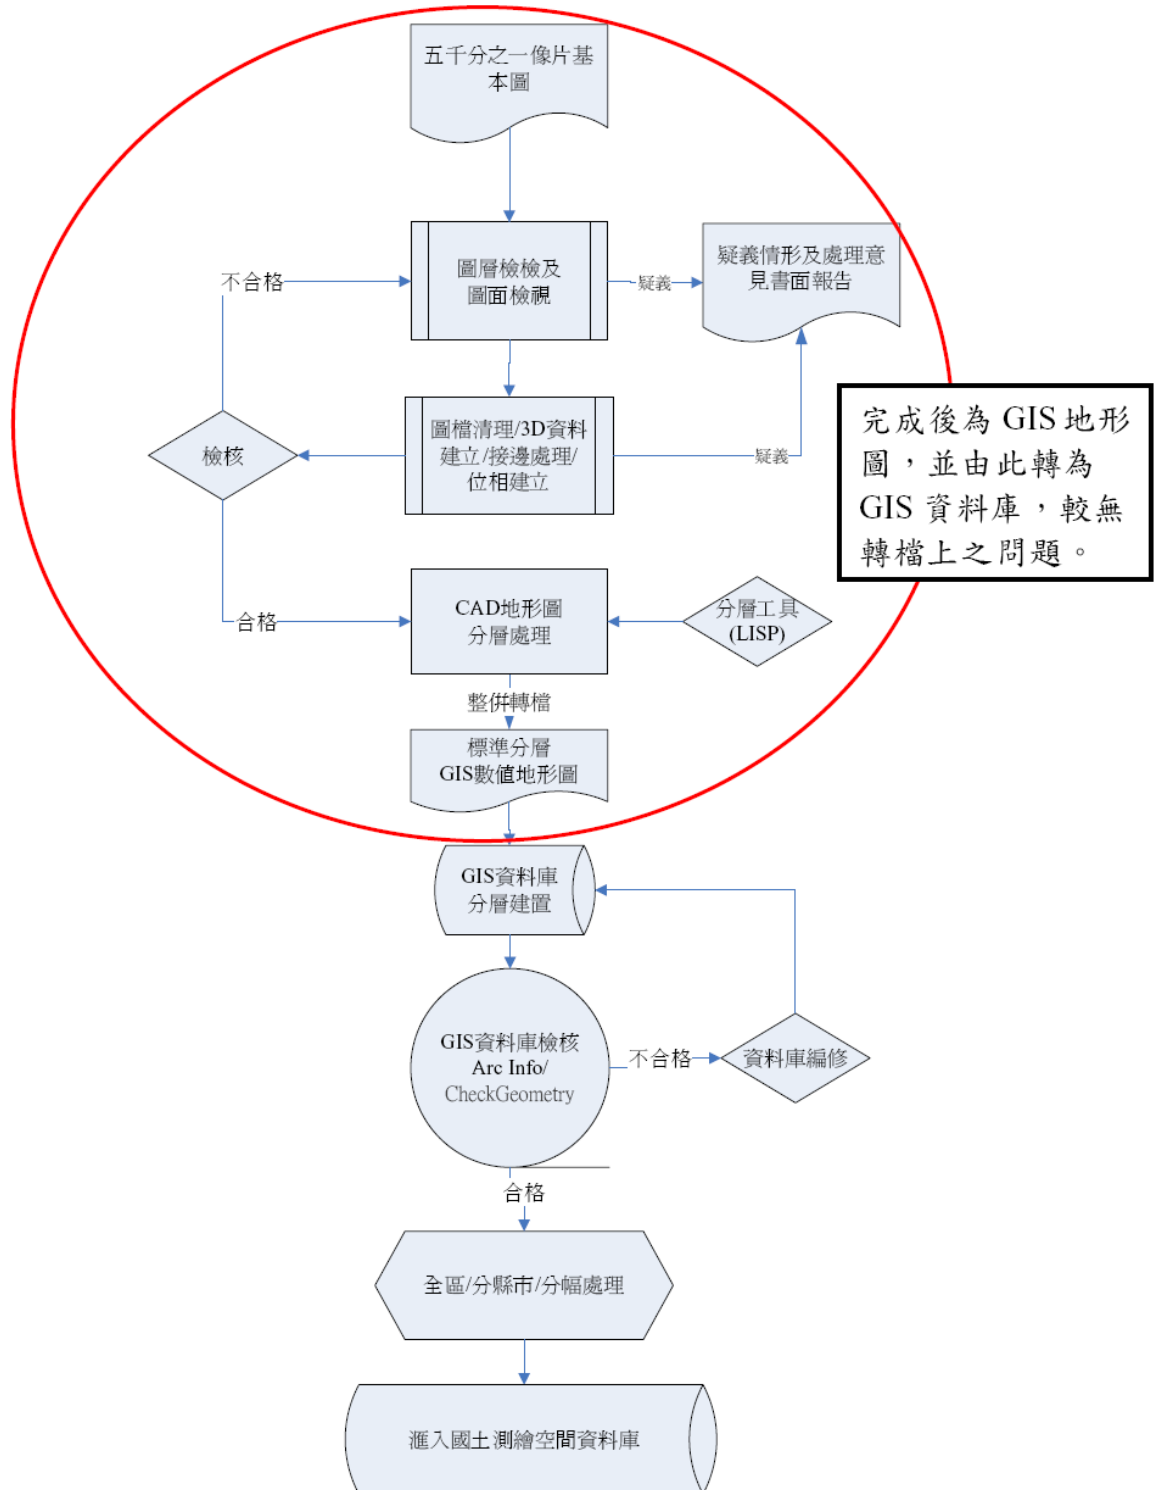 五千分之一像片基
本圖
圖層檢檢及
圖面檢視
不合格
疑義
疑義情形及處理意
見書面報告
圖檔清理/3D資料
建立/接邊處理/
位相建立
檢核
疑義
完成後為 GIS 地形
圖，並由此轉為
GIS 資料庫，較無
轉檔上之問題。
合格
CAD地形圖
分層處理
分層工具
(LISP)
整併轉檔
標準分層
GIS數值地形圖
GIS資料庫
分層建置
GIS資料庫檢核
Arc Info/
CheckGeometry
不合格
資料庫編修
合格
全區/分縣市/分幅處理
滙入國土測繪空間資料庫